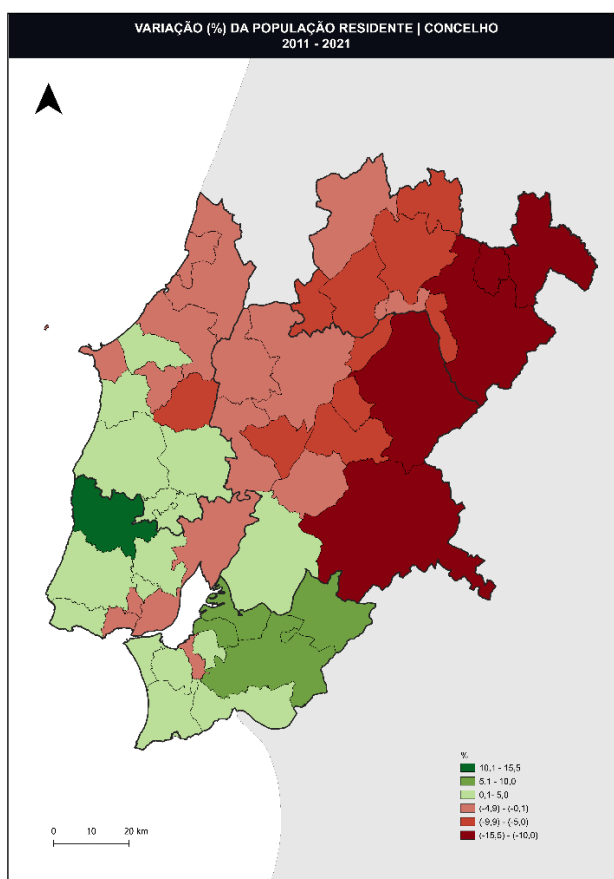 VARIAÇÃO (%) DA POPULAÇÃO RESIDENTE | CONCELHO
2011 - 2021
%
10,1 - 15,5
5,1 - 10,0
0,1- 5,0
(-4,9) - (-0,1)
(-9,9) - (-5,0)
(-15,5) - (-10,0)
0 10 20 km